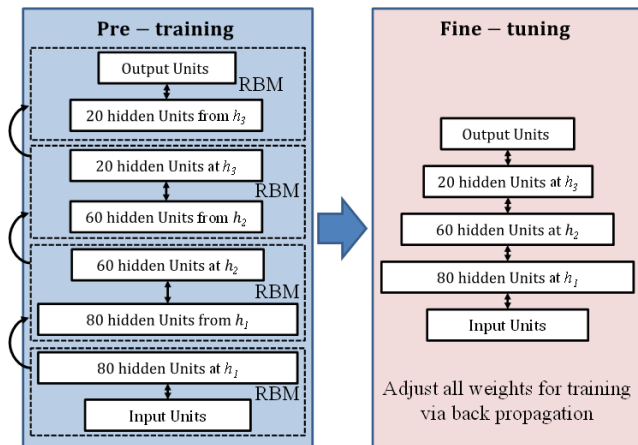 Pre – training
Output Units
RBM
20 hidden Units from h3
20 hidden Units at h3
RBM
60 hidden Units from h2
60 hidden Units at h2
RBM
80 hidden Units from h1
80 hidden Units at h1
RBM
Input Units
Fine – tuning
Output Units
20 hidden Units at h3
60 hidden Units at h2
80 hidden Units at h1
Input Units
Adjust all weights for training
via back propagation